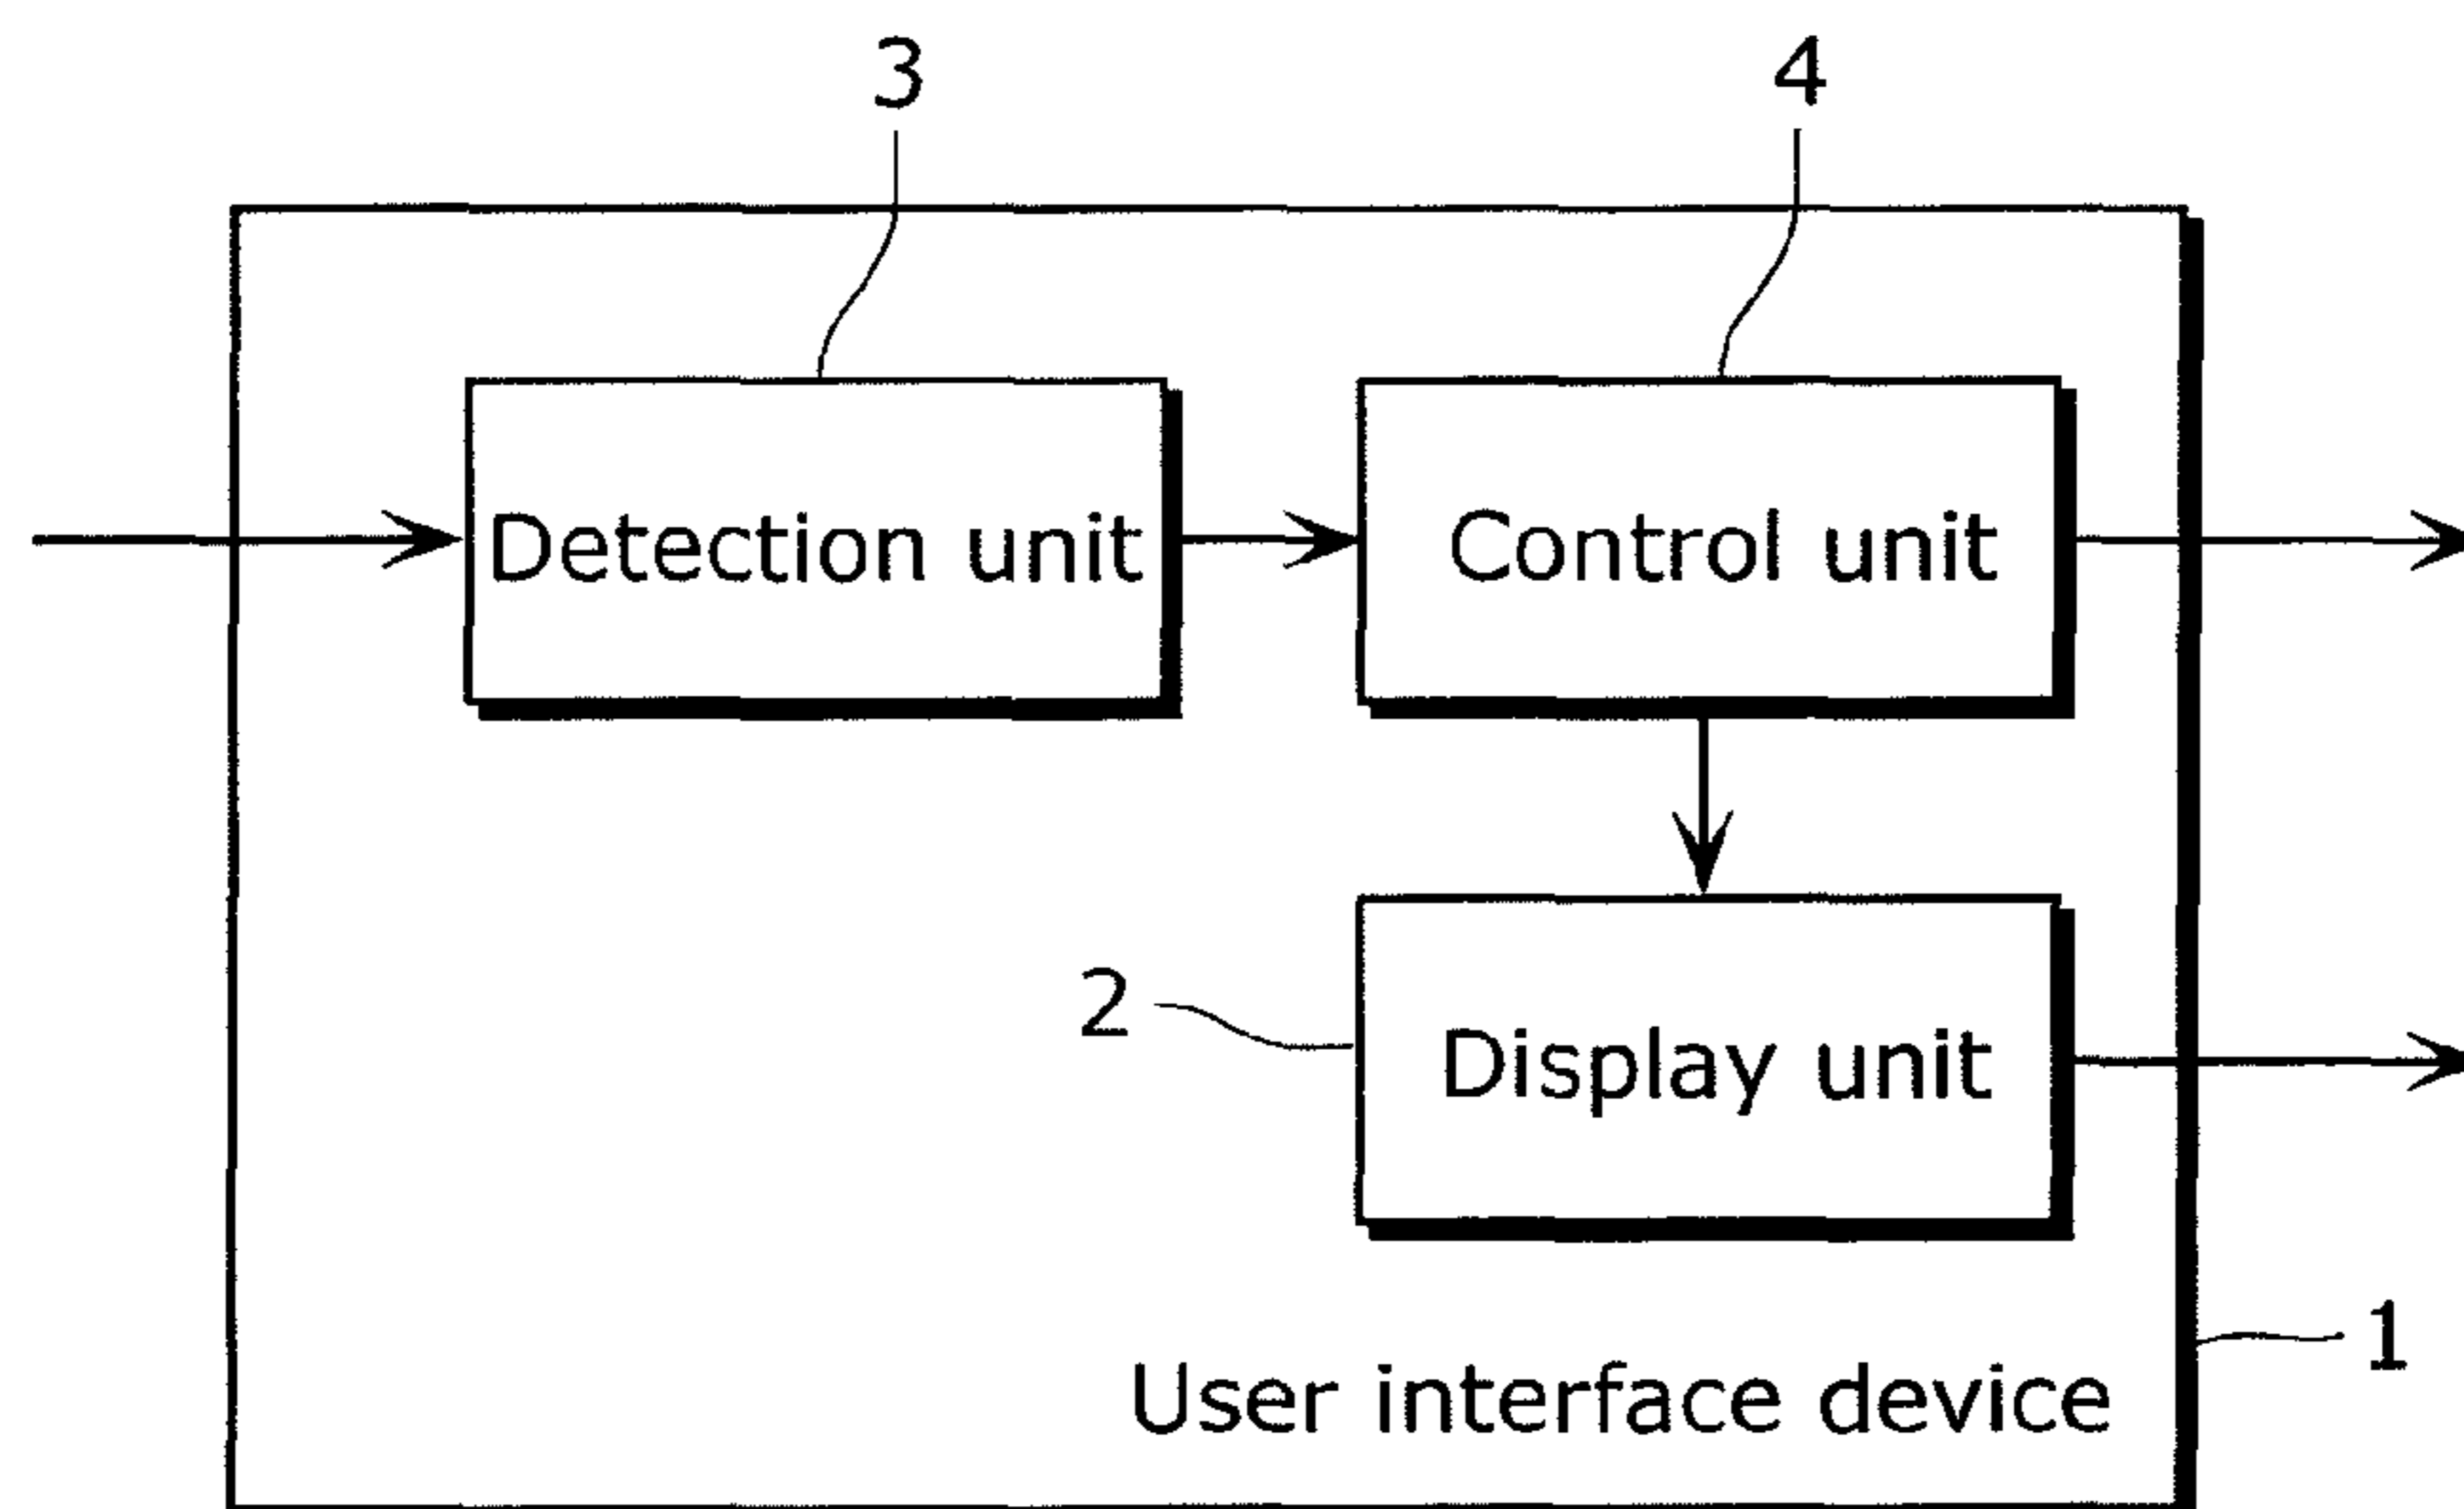 3 4
Detection unit Control unit
2
Display unit
1
User interface device